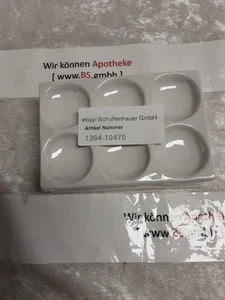 Wir können Apotheke
[ www.BS.gmbh ]
ebay/ Schuffenhauer GmbH
Artikel Nummer
1364-10470
Wir können Apotheke
[ www.BS.gmbh ]